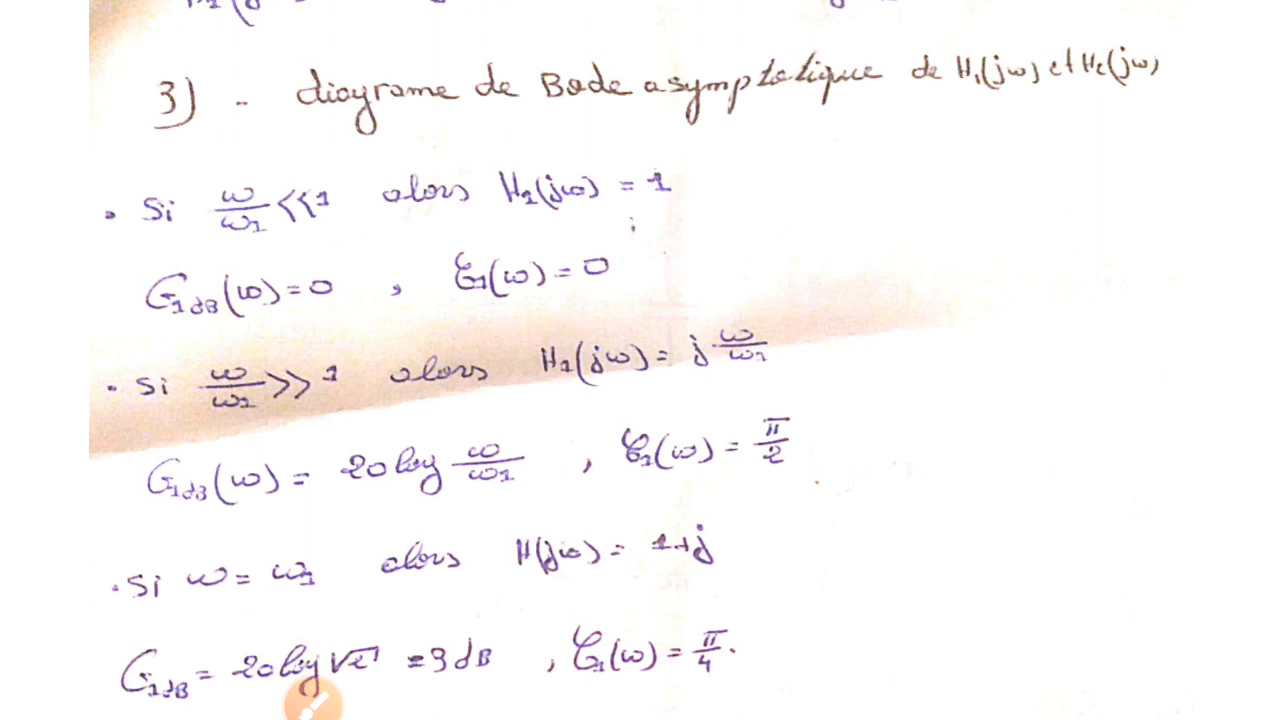 3) - diagrame de Bode asymptotique de H₁(jω) et H₂(jω)
• Si ω/ω₁ << 1 alors H₁(jω) = 1
G₁dB(ω) = 0 , φ₁(ω) = 0
• Si ω/ω₁ >> 1 alors H₁(jω) = j ω/ω₁
G₁dB(ω) = 20 log ω/ω₁ , φ₁(ω) = π/2
• Si ω = ω₁ alors H(jω) = 1+j
G₁dB = 20 log √2 = 3 dB , φ₁(ω) = π/4.